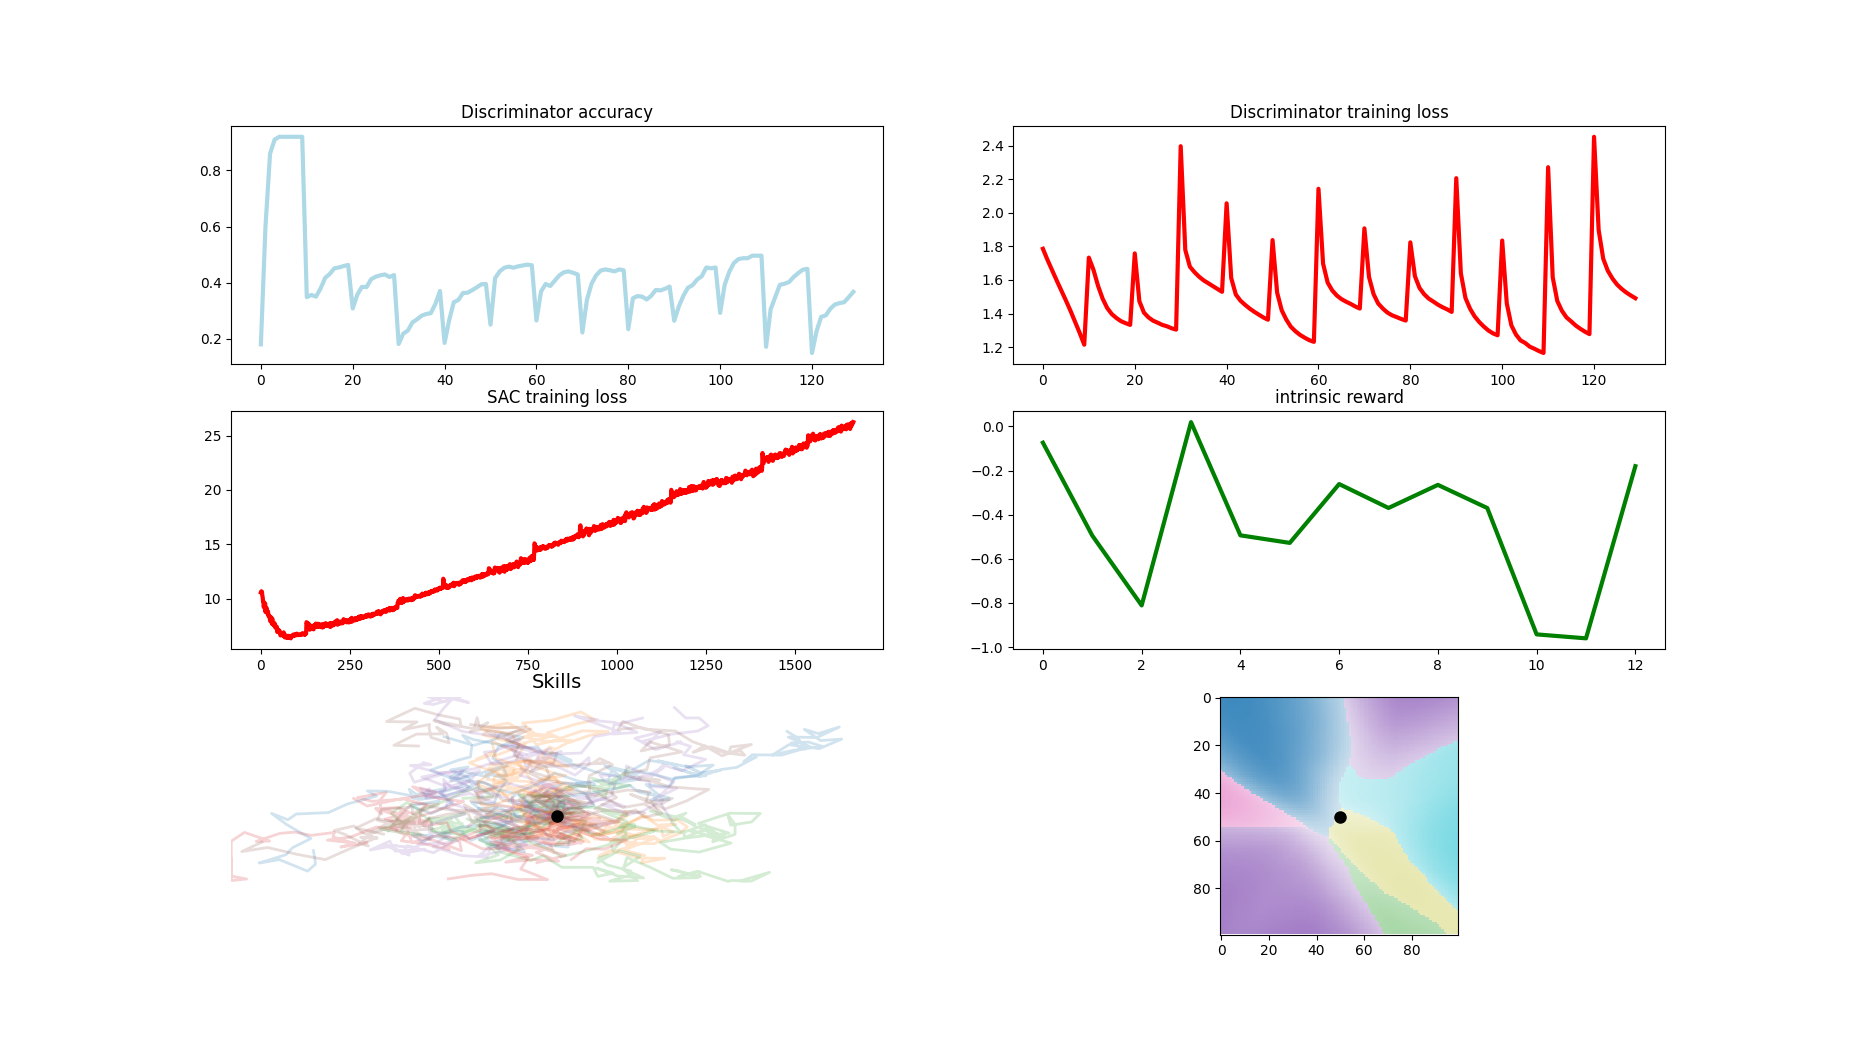 Discriminator accuracy
0.8
0.6
0.4
0.2
0 20 40 60 80 100 120
Discriminator training loss
2.4
2.2
2.0
1.8
1.6
1.4
1.2
0 20 40 60 80 100 120
SAC training loss
25
20
15
10
0 250 500 750 1000 1250 1500
intrinsic reward
0.0
−0.2
−0.4
−0.6
−0.8
−1.0
0 2 4 6 8 10 12
Skills
0
20
40
60
80
0 20 40 60 80